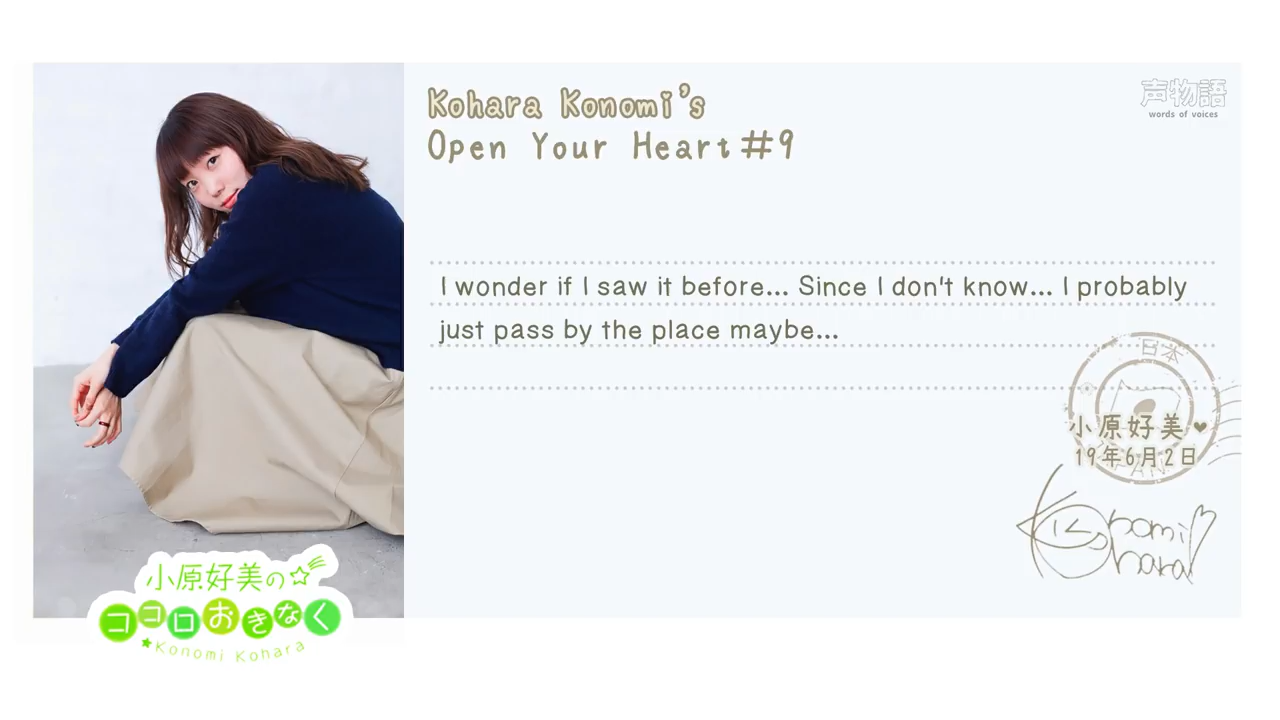 Kohara Konomi's
Open Your Heart #9
声物語
words of voices
I wonder if I saw it before... Since I don't know... I probably
just pass by the place maybe...
日本
小原好美❤
19年6月2日
Konomi
Kohara
小原好美の☆
ココロおきなく
★Konomi Kohara